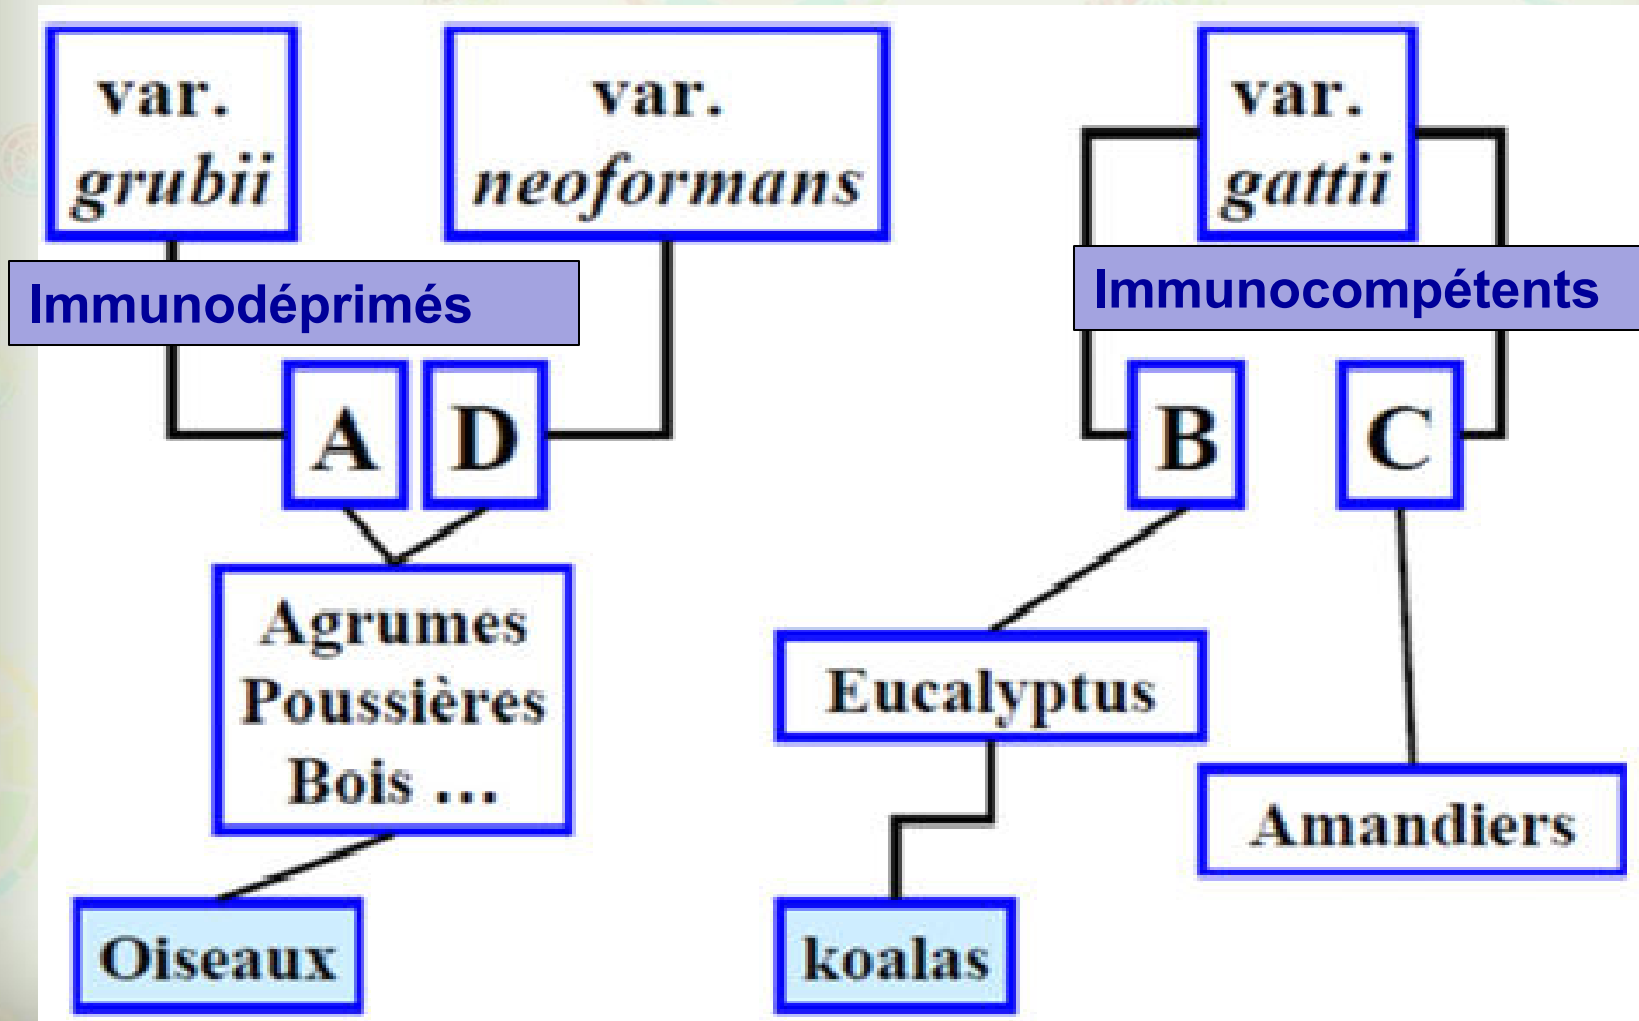 var.
grubii
var.
neoformans
var.
gattii
Immunodéprimés
Immunocompétents
A
D
B
C
Agrumes
Poussières
Bois ...
Eucalyptus
Amandiers
Oiseaux
koalas